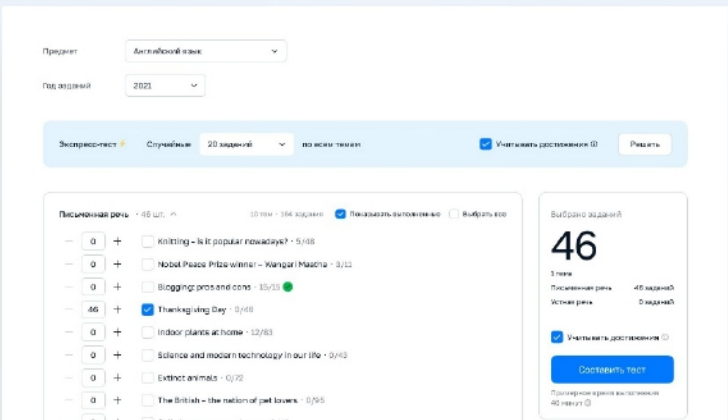 Предмет Английский язык
Год заданий 2021
Экспресс-тест⚡ Случайные 20 заданий по всем темам Учитывать достижения Решать
Письменная речь · 46 шт. 10 тем · 364 задания Показывать выполненные Выбрать все
— 0 + Knitting – is it popular nowadays? · 5/48
— 0 + Nobel Peace Prize winner – Wangari Maathai · 3/11
— 0 + Blogging: pros and cons · 15/15
— 46 + Thanksgiving Day · 0/46
— 0 + Indoor plants at home · 12/83
— 0 + Science and modern technology in our life · 0/43
— 0 + Extinct animals · 0/72
— 0 + The British – the nation of pet lovers · 0/95
Выбрано заданий
46
1 тема
Письменная речь 46 заданий
Устная речь 0 заданий
Учитывать достижения
Составить тест
Примерное время выполнения
40 минут